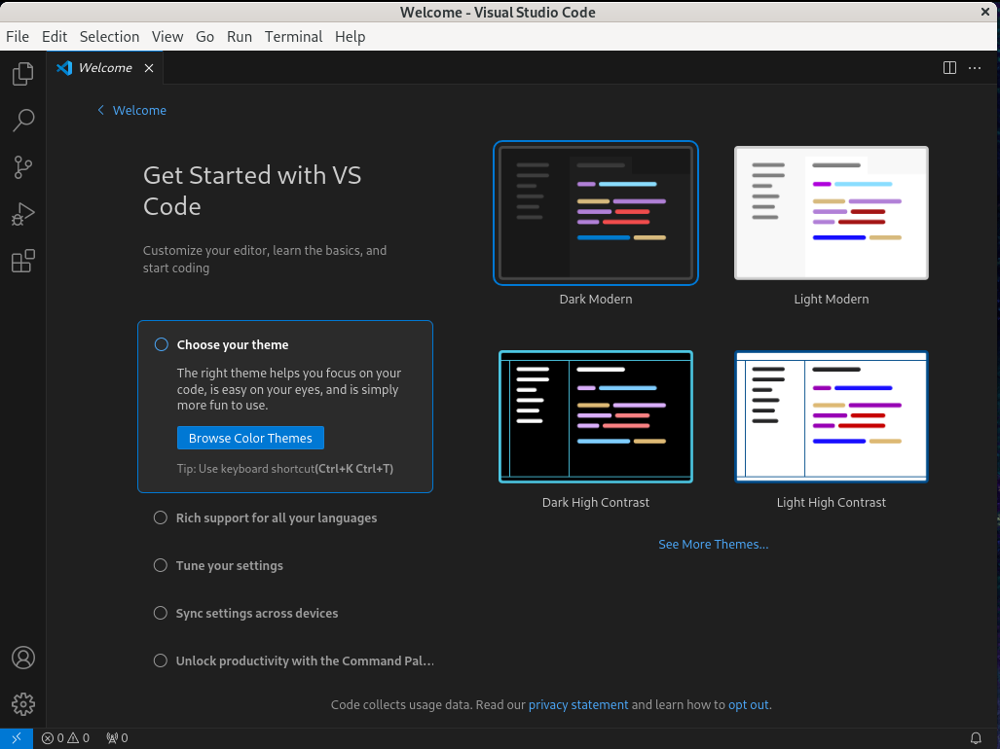 Welcome - Visual Studio Code
File Edit Selection View Go Run Terminal Help
Welcome
Welcome
Get Started with VS
Code
Customize your editor, learn the basics, and
start coding
Choose your theme
The right theme helps you focus on your
code, is easy on your eyes, and is simply
more fun to use.
Browse Color Themes
Tip: Use keyboard shortcut(Ctrl+K Ctrl+T)
Rich support for all your languages
Tune your settings
Sync settings across devices
Unlock productivity with the Command Pal...
Dark Modern
Light Modern
Dark High Contrast
Light High Contrast
See More Themes...
Code collects usage data. Read our privacy statement and learn how to opt out.
0 0 0